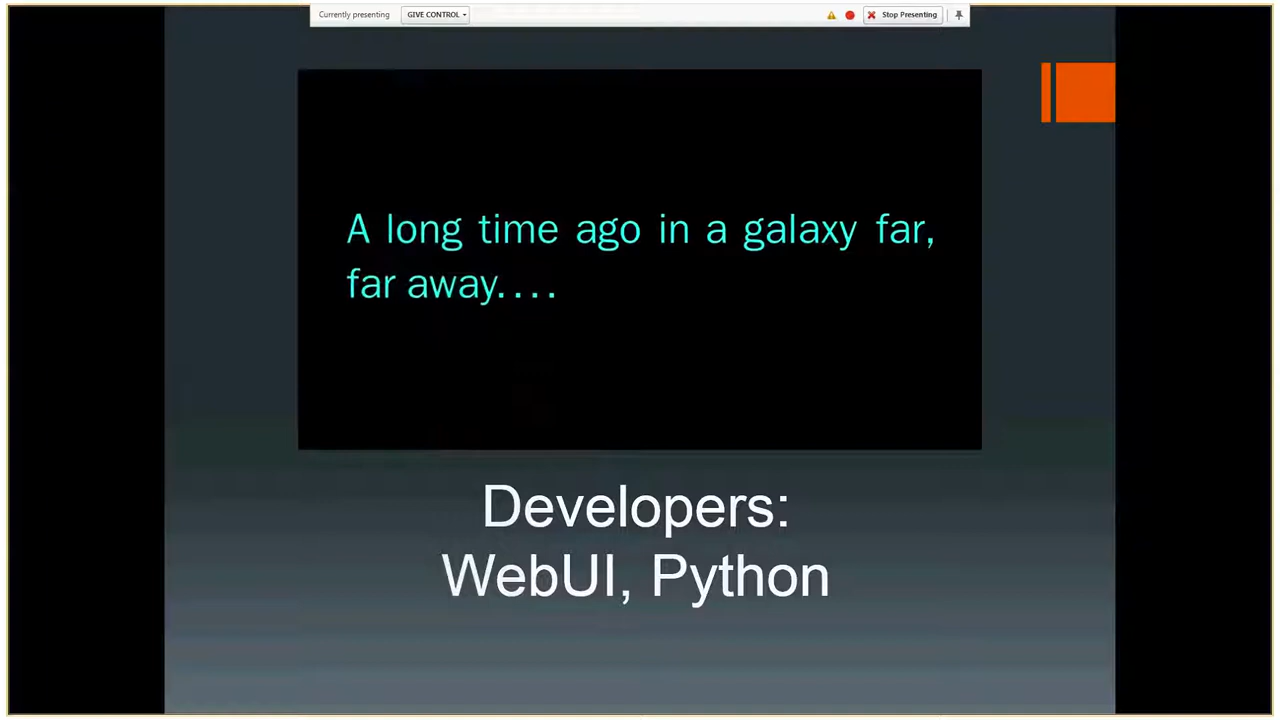 Currently presenting GIVE CONTROL Stop Presenting
A long time ago in a galaxy far,
far away....
Developers:
WebUI, Python